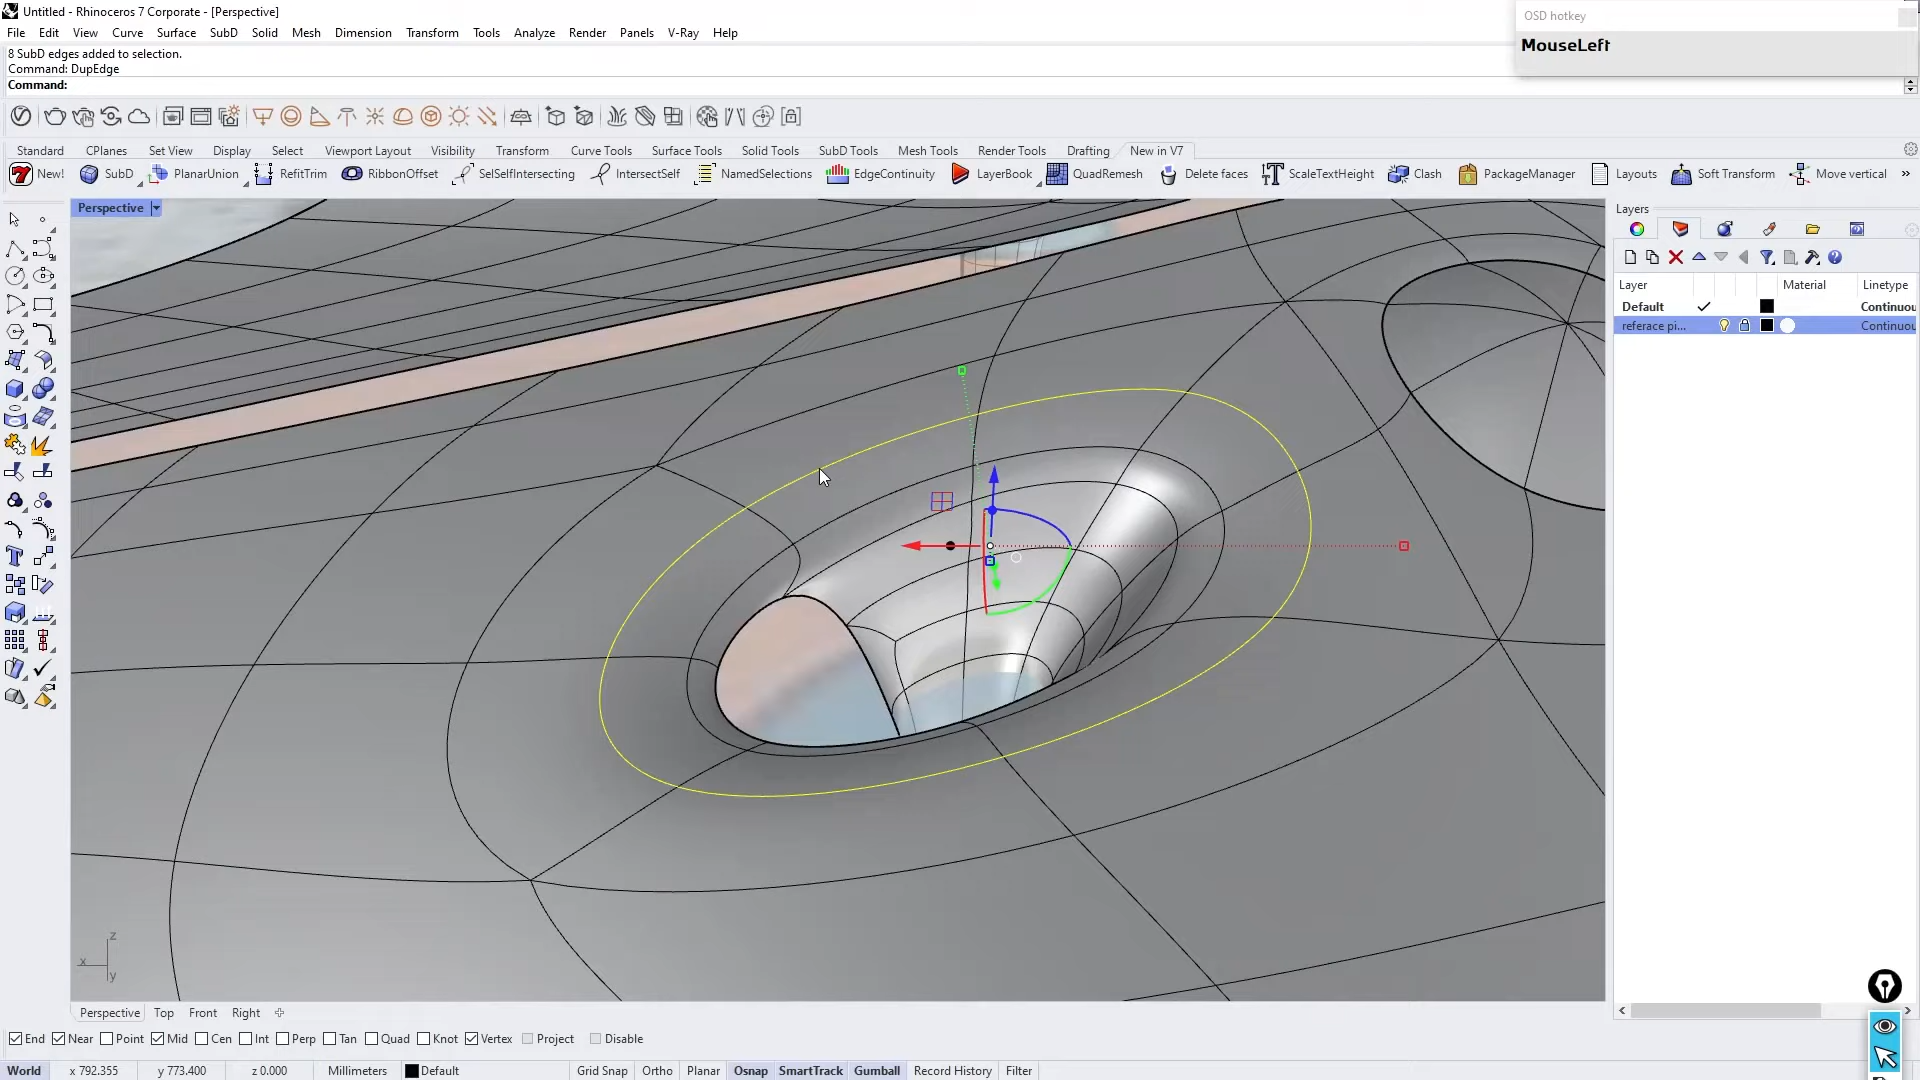 Untitled - Rhinoceros 7 Corporate - [Perspective]
OSD hotkey
File Edit View Curve Surface SubD Solid Mesh Dimension Transform Tools Analyze Render Panels V-Ray Help
MouseLeft
8 SubD edges added to selection.
Command: DupEdge
Command:
Standard CPlanes Set View Display Select Viewport Layout Visibility Transform Curve Tools Surface Tools Solid Tools SubD Tools Mesh Tools Render Tools Drafting New in V7
7 New! SubD PlanarUnion RefitTrim RibbonOffset SelSelfIntersecting IntersectSelf NamedSelections EdgeContinuity LayerBook QuadRemesh Delete faces ScaleTextHeight Clash PackageManager Layouts Soft Transform Move vertical »
Perspective
Layers
Layer Material Linetype
Default Continuou
referace pi... Continuou
z
x
y
Perspective Top Front Right
End Near Point Mid Cen Int Perp Tan Quad Knot Vertex Project Disable
World x 792.355 y 773.400 z 0.000 Millimeters Default Grid Snap Ortho Planar Osnap SmartTrack Gumball Record History Filter